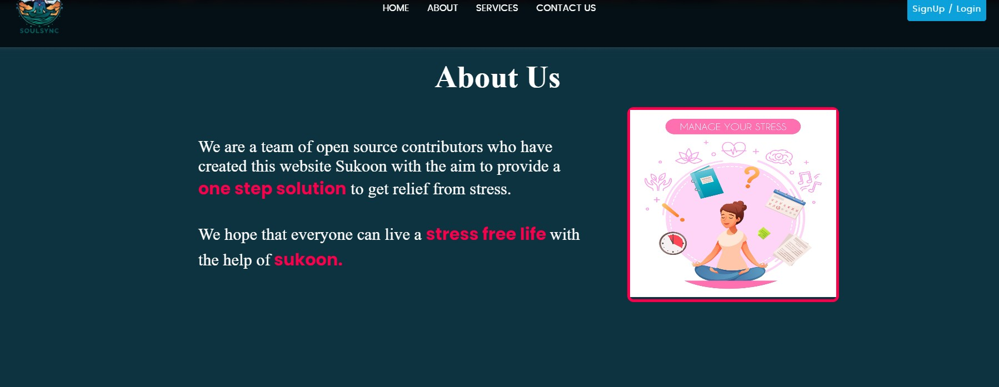 SOULSYNC
HOME ABOUT SERVICES CONTACT US
SignUp / Login
About Us
We are a team of open source contributors who have
created this website Sukoon with the aim to provide a
one step solution to get relief from stress.
We hope that everyone can live a stress free life with
the help of sukoon.
MANAGE YOUR STRESS